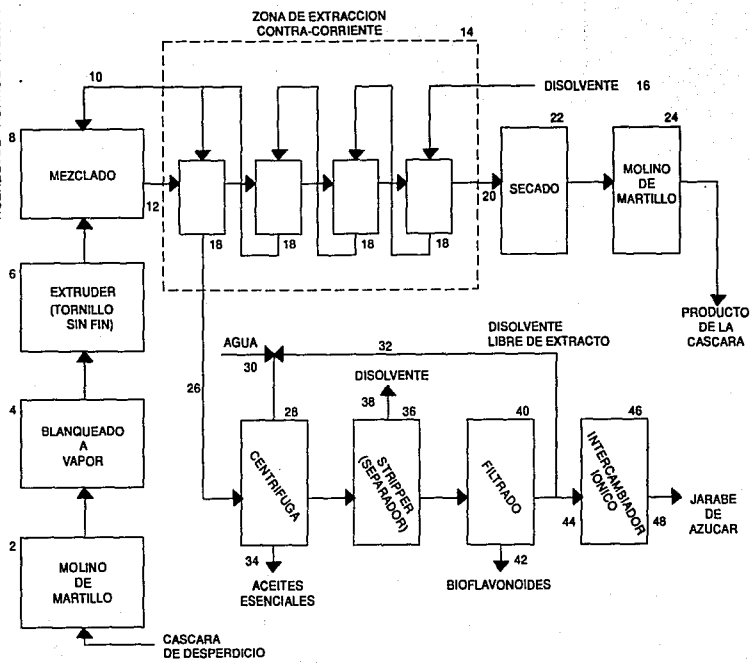 ZONA DE EXTRACCION
CONTRA-CORRIENTE
14
10
DISOLVENTE 16
8
MEZCLADO
12
18
18
18
18
20
22
SECADO
24
MOLINO
DE
MARTILLO
PRODUCTO
DE LA
CASCARA
6
EXTRUDER
(TORNILLO
SIN FIN)
4
BLANQUEADO
A
VAPOR
2
MOLINO
DE
MARTILLO
CASCARA
DE DESPERDICIO
26
AGUA
30
32
DISOLVENTE
LIBRE DE EXTRACTO
28
CENTRIFUGA
34
ACEITES
ESENCIALES
DISOLVENTE
38
36
STRIPPER
(SEPARADOR)
40
FILTRADO
42
BIOFLAVONOIDES
44
46
INTERCAMBIADOR
IONICO
48
JARABE
DE
AZUCAR